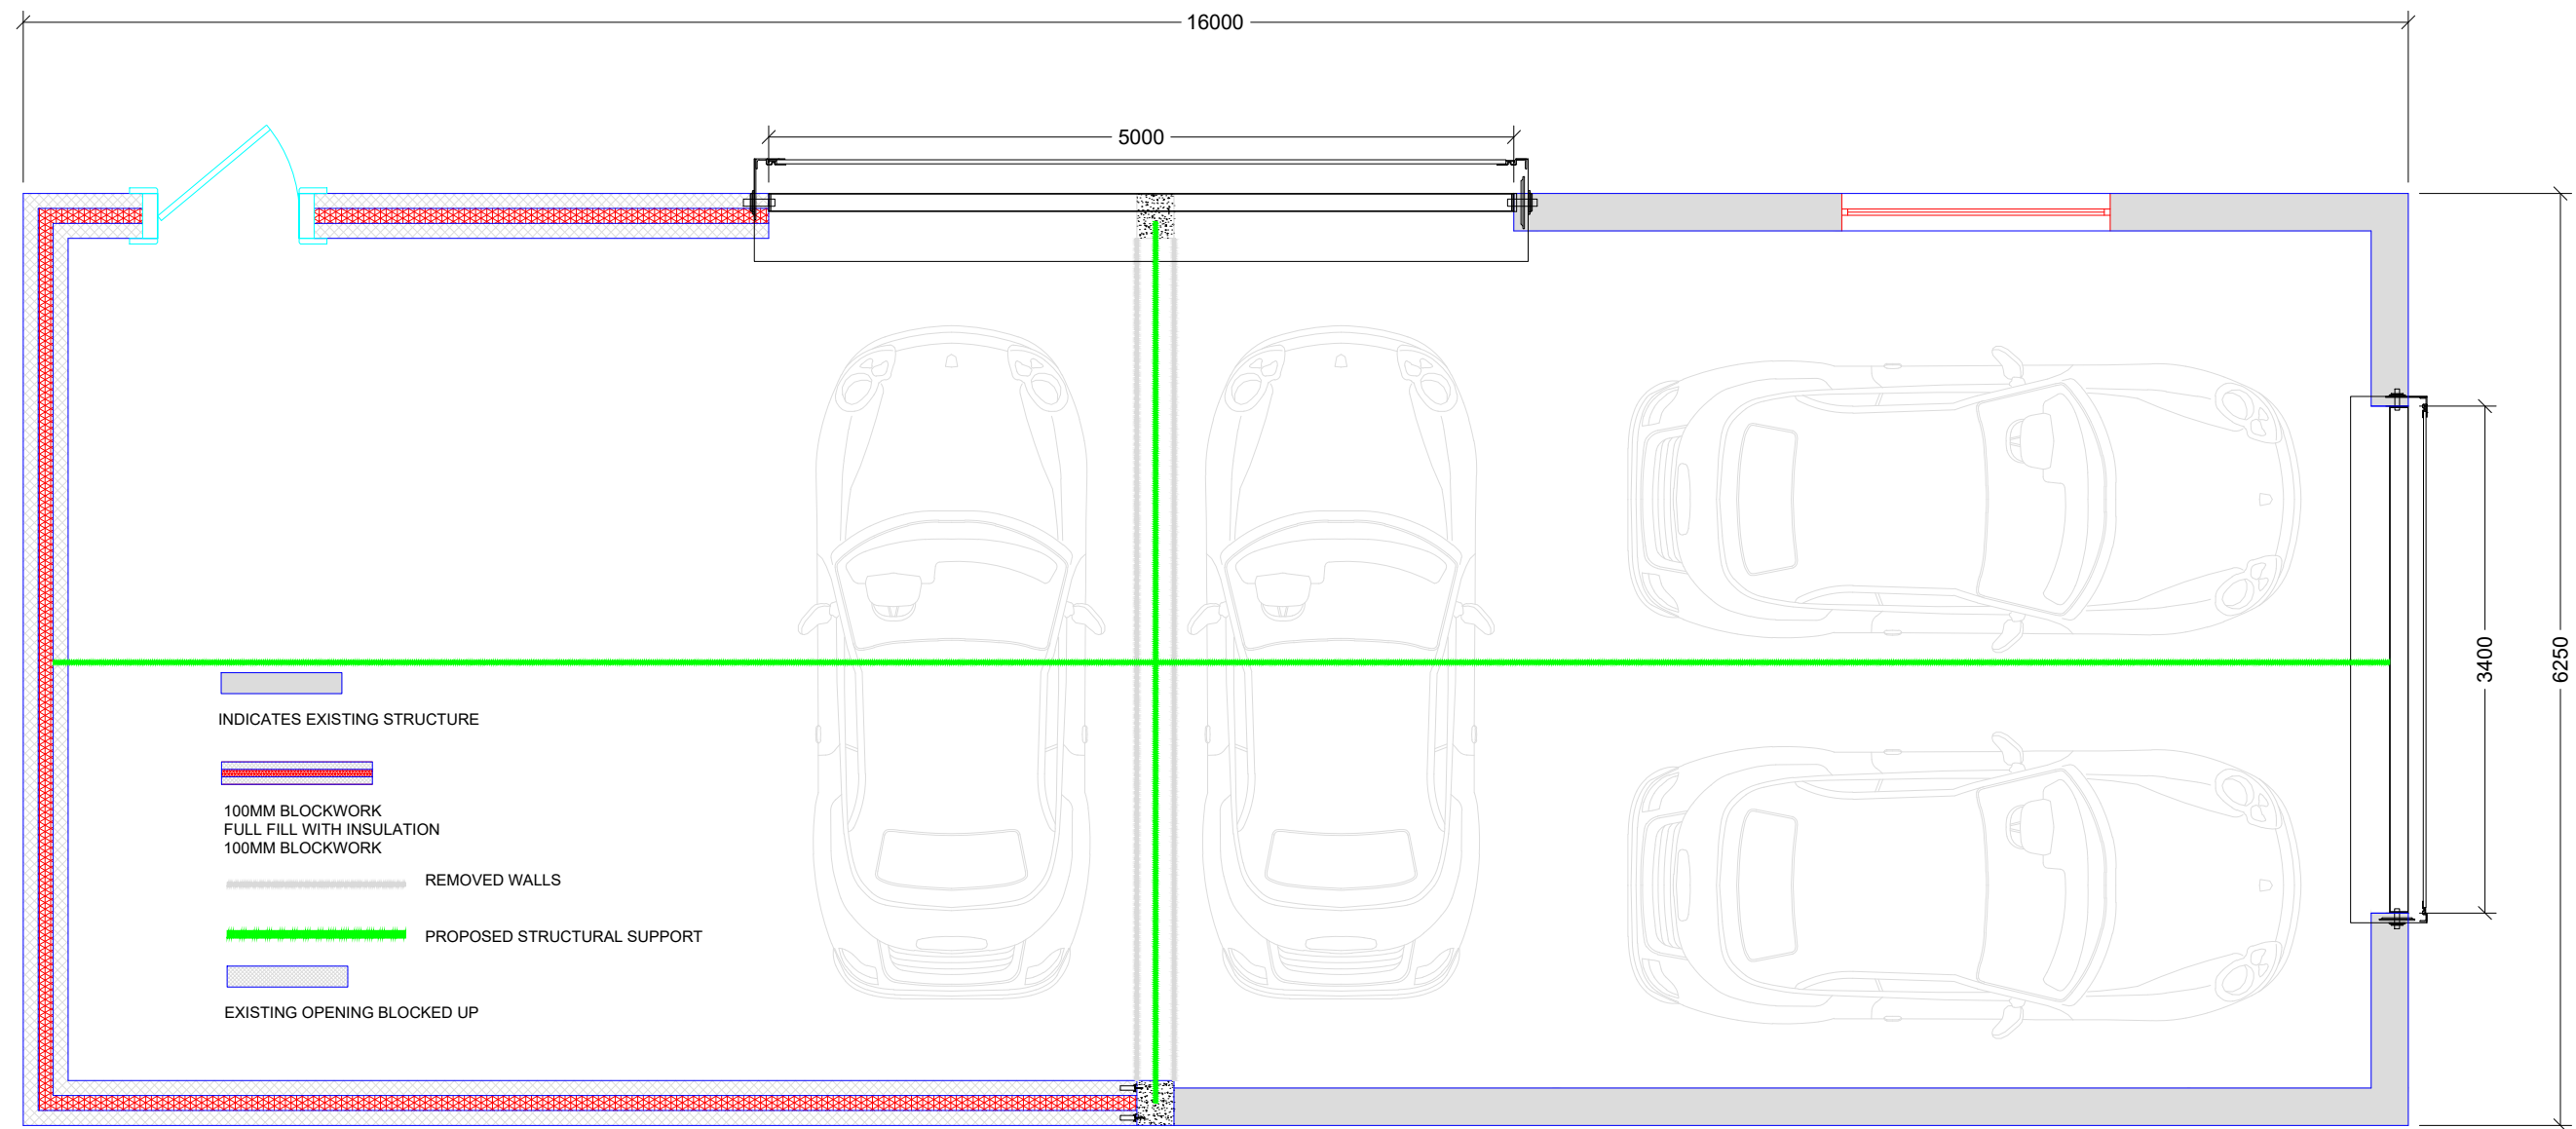 16000
5000
3400
6250
INDICATES EXISTING STRUCTURE
100MM BLOCKWORK
FULL FILL WITH INSULATION
100MM BLOCKWORK
REMOVED WALLS
PROPOSED STRUCTURAL SUPPORT
EXISTING OPENING BLOCKED UP